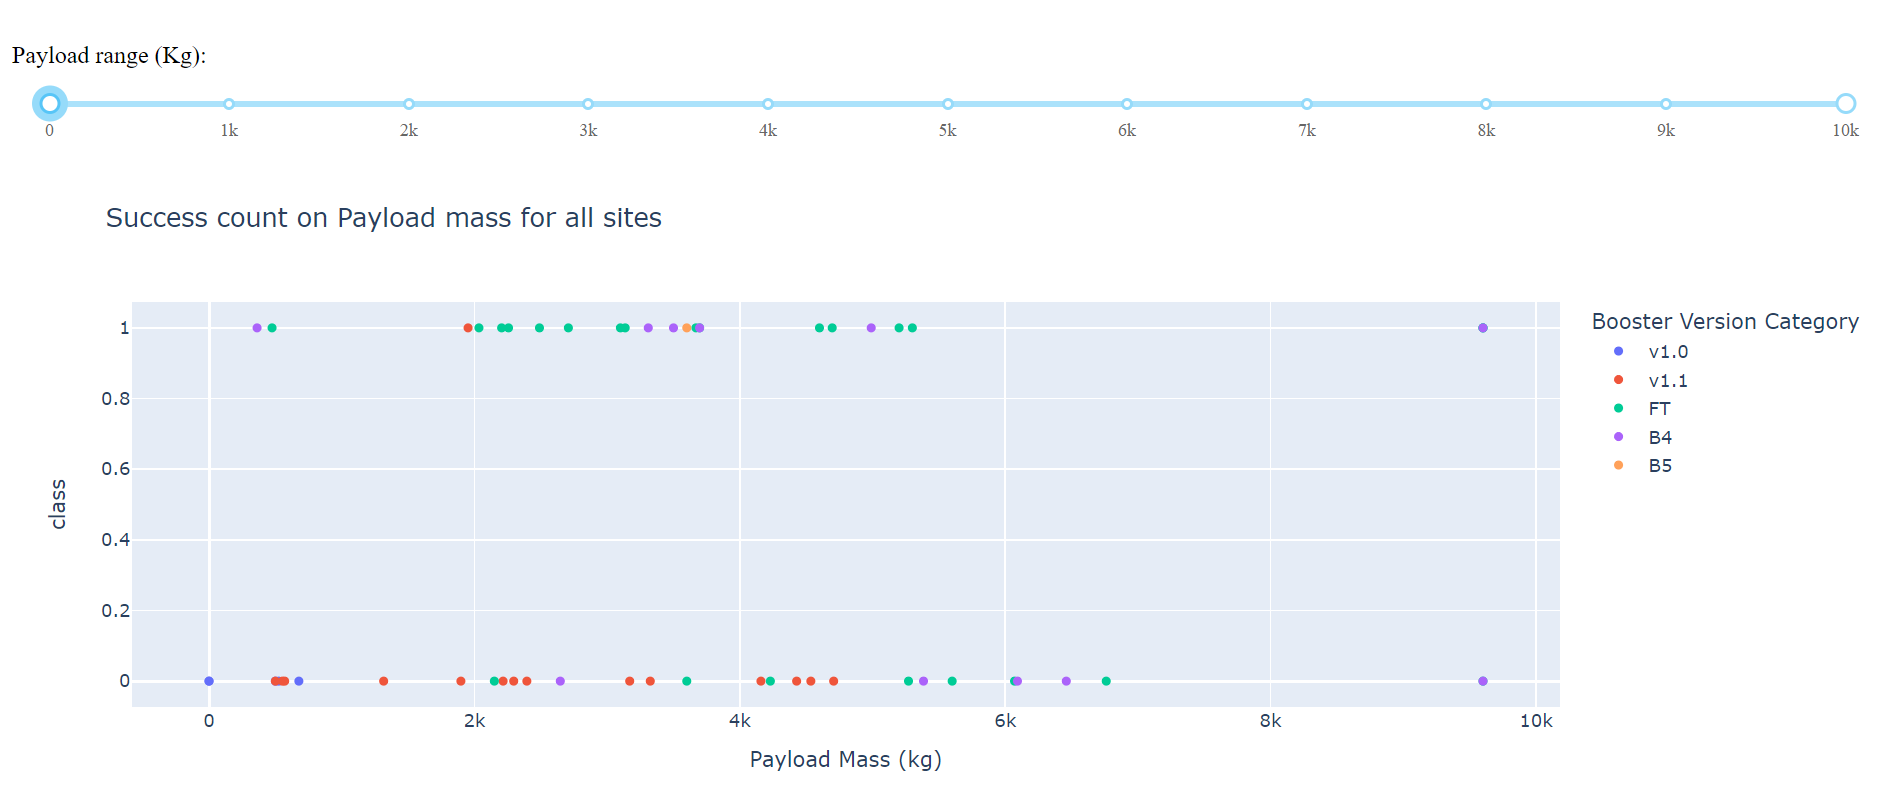 Payload range (Kg):
0 1k 2k 3k 4k 5k 6k 7k 8k 9k 10k
Success count on Payload mass for all sites
Booster Version Category
v1.0
v1.1
FT
B4
B5
class
1
0.8
0.6
0.4
0.2
0
0 2k 4k 6k 8k 10k
Payload Mass (kg)